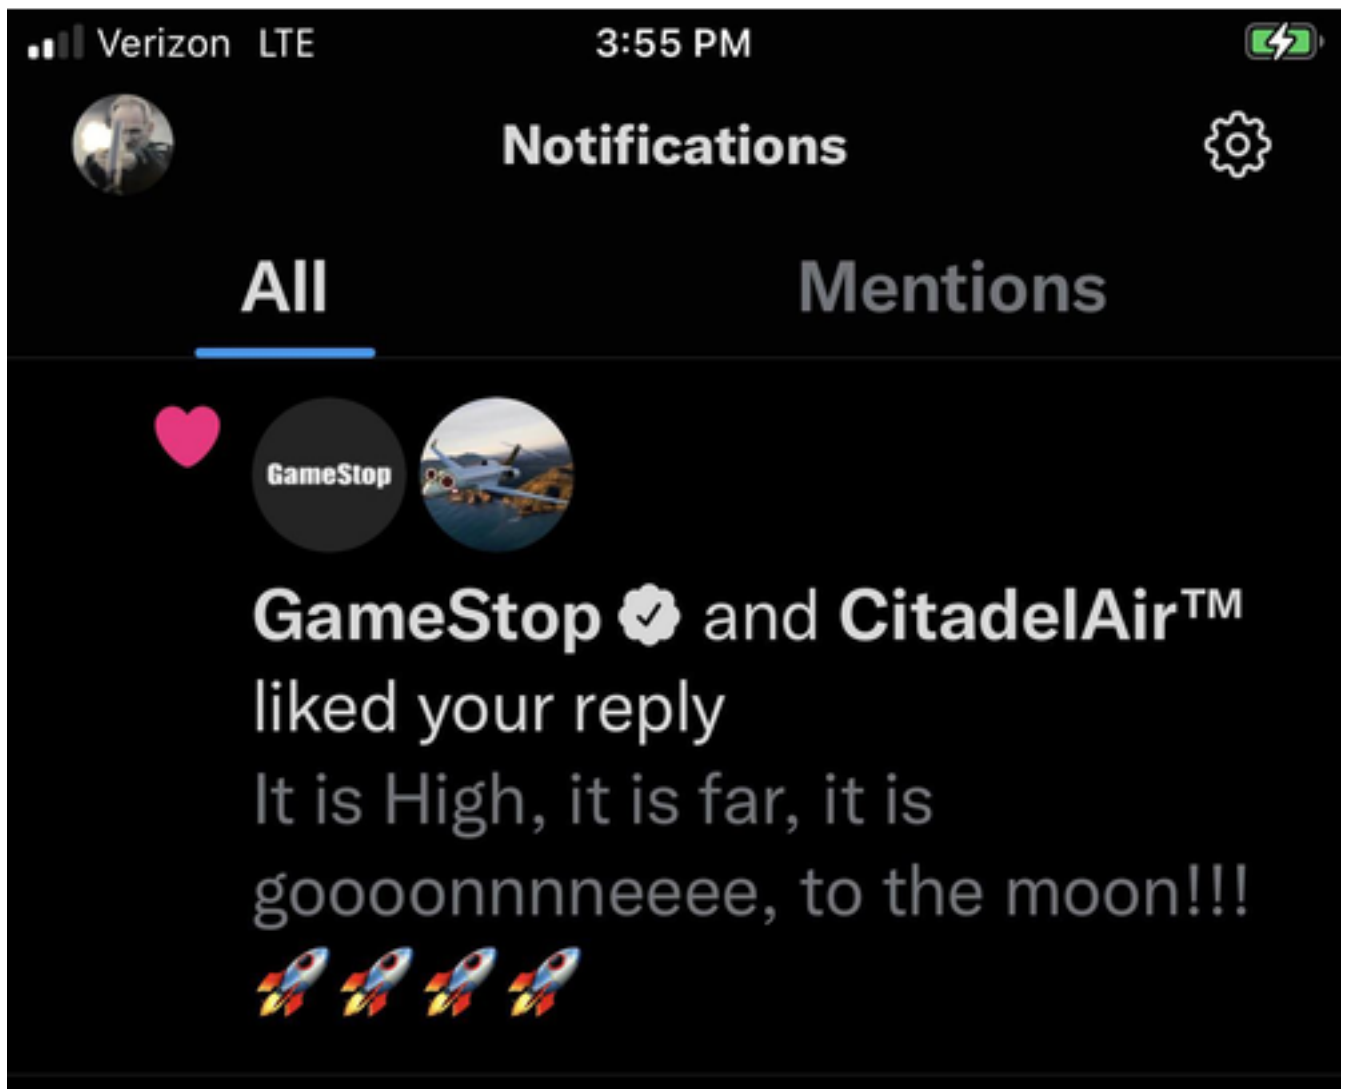 Verizon LTE 3:55 PM
Notifications
All Mentions
GameStop
GameStop and CitadelAir™
liked your reply
It is High, it is far, it is
goooonnnneeee, to the moon!!!
🚀🚀🚀🚀